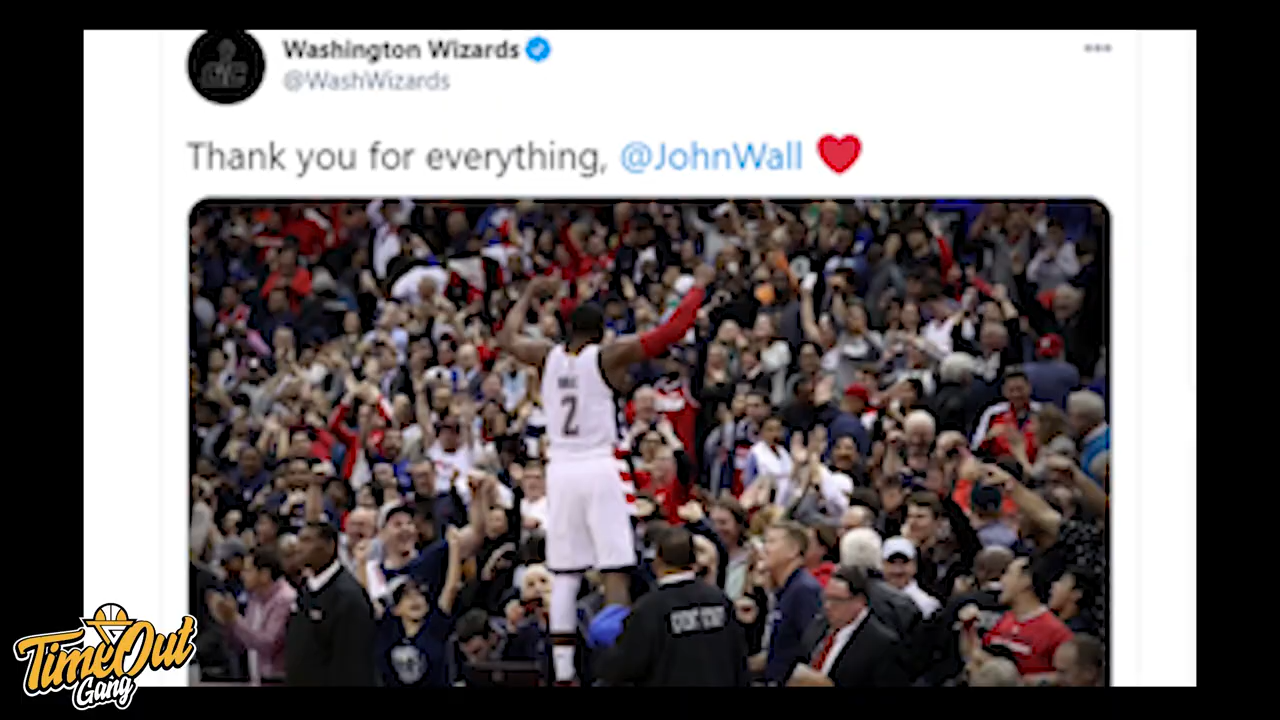 Washington Wizards
@WashWizards
Thank you for everything, @JohnWall ❤
2
TimeOut
Gang